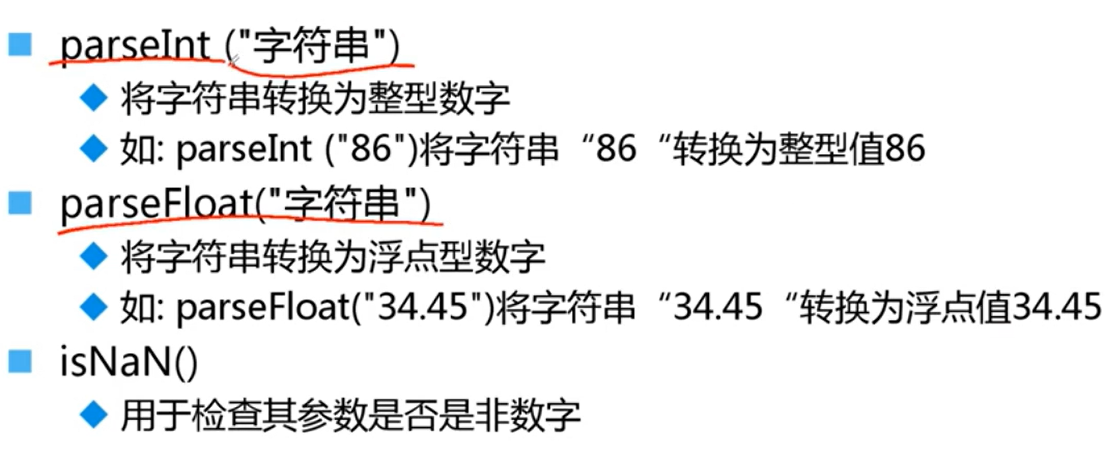 parseInt ("字符串")
将字符串转换为整型数字
如: parseInt ("86")将字符串“86“转换为整型值86
parseFloat("字符串")
将字符串转换为浮点型数字
如: parseFloat("34.45")将字符串“34.45“转换为浮点值34.45
isNaN()
用于检查其参数是否是非数字